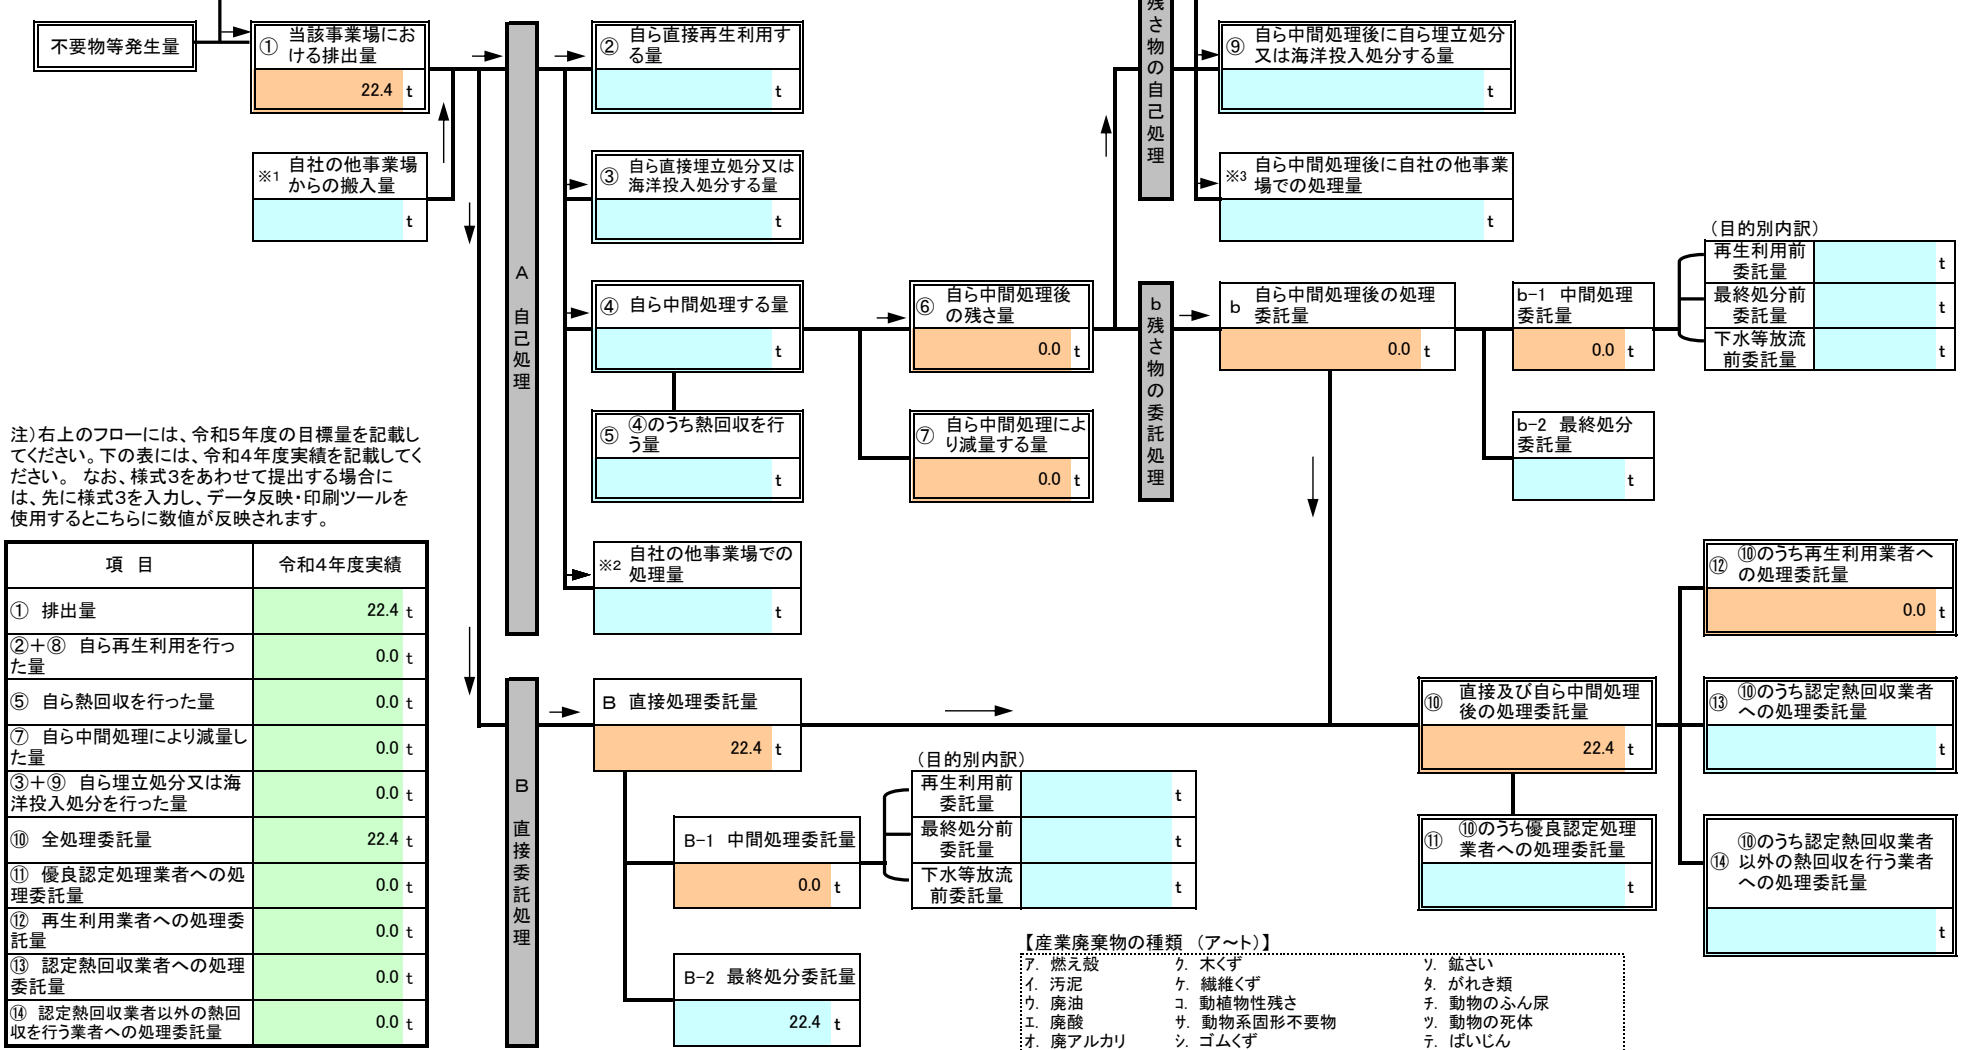 不要物等発生量
① 当該事業場にお
ける排出量
22.4 t
※1 自社の他事業場
からの搬入量
t
A 自己処理
② 自ら直接再生利用す
る量
t
③ 自ら直接埋立処分又は
海洋投入処分する量
t
④ 自ら中間処理する量
t
⑤ ④のうち熱回収を行
う量
t
※2 自社の他事業場での
処理量
t
⑥ 自ら中間処理後
の残さ量
0.0 t
⑦ 自ら中間処理によ
り減量する量
0.0 t
残さ物の自己処理
⑨ 自ら中間処理後に自ら埋立処分
又は海洋投入処分する量
t
※3 自ら中間処理後に自社の他事業
場での処理量
t
b 残さ物の委託処理
b 自ら中間処理後の処理
委託量
0.0 t
b-1 中間処理
委託量
0.0 t
(目的別内訳)
再生利用前
委託量
t
最終処分前
委託量
t
下水等放流
前委託量
t
b-2 最終処分
委託量
t
注)右上のフローには、令和5年度の目標量を記載し
てください。下の表には、令和4年度実績を記載してく
ださい。 なお、様式3をあわせて提出する場合に
は、先に様式3を入力し、データ反映・印刷ツールを
使用するとこちらに数値が反映されます。
項 目 令和4年度実績
① 排出量 22.4 t
②+⑧ 自ら再生利用を行っ
た量 0.0 t
⑤ 自ら熱回収を行った量 0.0 t
⑦ 自ら中間処理により減量し
た量 0.0 t
③+⑨ 自ら埋立処分又は海
洋投入処分を行った量 0.0 t
⑩ 全処理委託量 22.4 t
⑪ 優良認定処理業者への処
理委託量 0.0 t
⑫ 再生利用業者への処理委
託量 0.0 t
⑬ 認定熱回収業者への処理
委託量 0.0 t
⑭ 認定熱回収業者以外の熱回
収を行う業者への処理委託量 0.0 t
B 直接委託処理
B 直接処理委託量
22.4 t
B-1 中間処理委託量
0.0 t
(目的別内訳)
再生利用前
委託量
t
最終処分前
委託量
t
下水等放流
前委託量
t
B-2 最終処分委託量
22.4 t
⑩ 直接及び自ら中間処理
後の処理委託量
22.4 t
⑪ ⑩のうち優良認定処理
業者への処理委託量
t
⑫ ⑩のうち再生利用業者へ
の処理委託量
0.0 t
⑬ ⑩のうち認定熱回収業者
への処理委託量
t
⑭ ⑩のうち認定熱回収業者
以外の熱回収を行う業者
への処理委託量
t
【産業廃棄物の種類 (ア~ト)】
ア. 燃え殻 ク. 木くず ソ. 鉱さい
イ. 汚泥 ケ. 繊維くず タ. がれき類
ウ. 廃油 コ. 動植物性残さ チ. 動物のふん尿
エ. 廃酸 サ. 動物系固形不要物 ツ. 動物の死体
オ. 廃アルカリ シ. ゴムくず テ. ばいじん